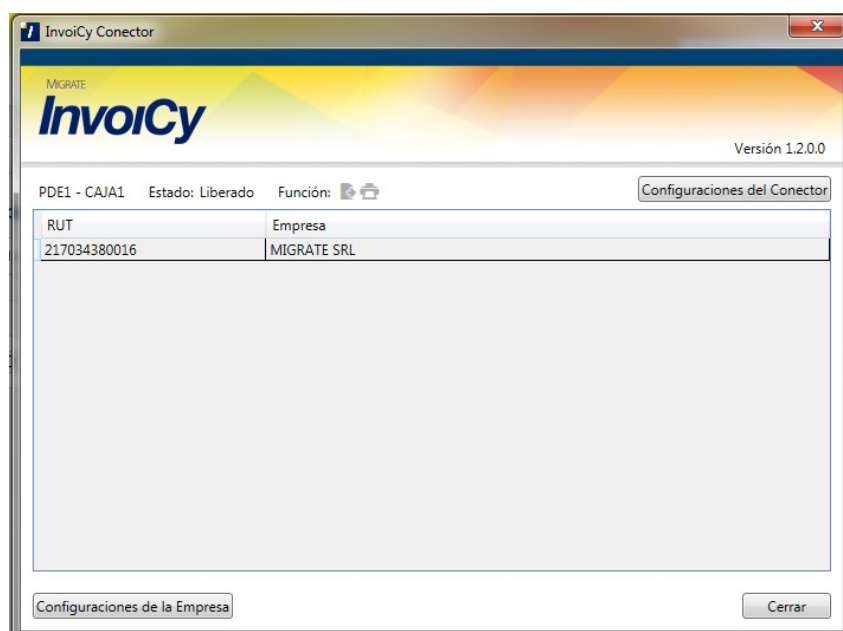 InvoiCy Conector
MIGRATE
InvoiCy
Versión 1.2.0.0
PDE1 - CAJA1 Estado: Liberado Función: Configuraciones del Conector
RUT Empresa
217034380016 MIGRATE SRL
Configuraciones de la Empresa Cerrar